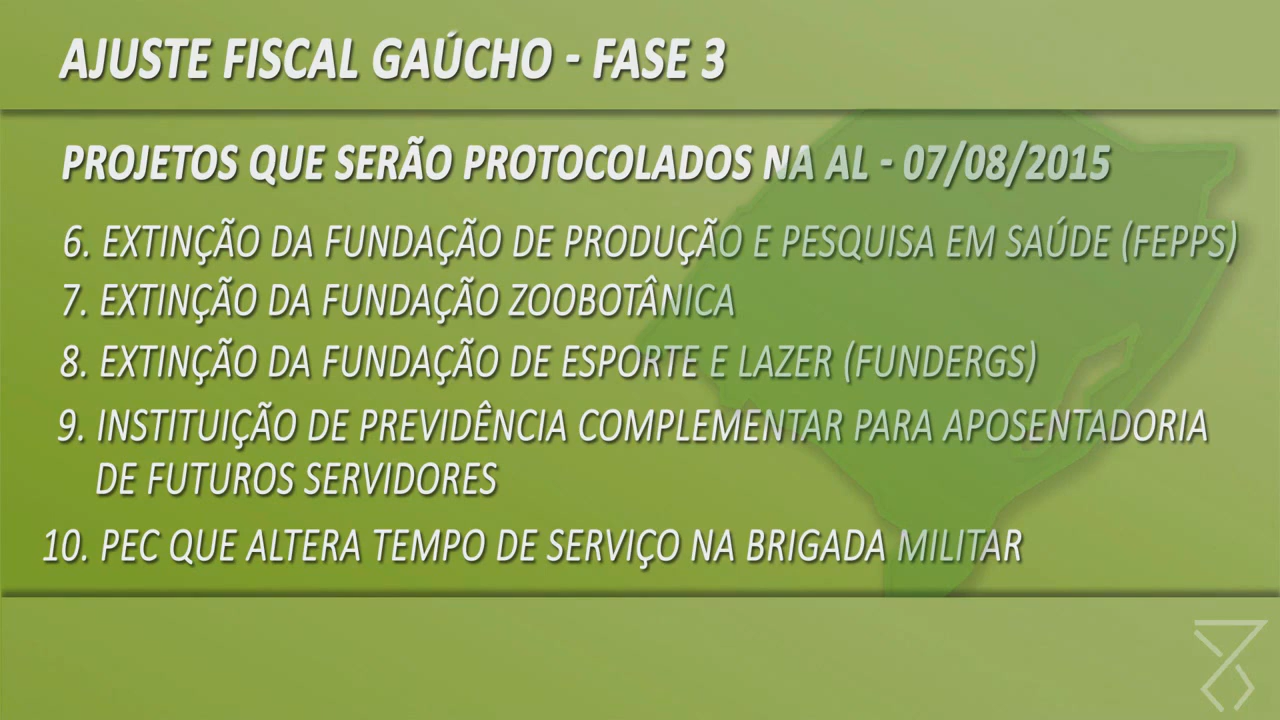 AJUSTE FISCAL GAÚCHO - FASE 3
PROJETOS QUE SERÃO PROTOCOLADOS NA AL - 07/08/2015
6. EXTINÇÃO DA FUNDAÇÃO DE PRODUÇÃO E PESQUISA EM SAÚDE (FEPPS)
7. EXTINÇÃO DA FUNDAÇÃO ZOOBOTÂNICA
8. EXTINÇÃO DA FUNDAÇÃO DE ESPORTE E LAZER (FUNDERGS)
9. INSTITUIÇÃO DE PREVIDÊNCIA COMPLEMENTAR PARA APOSENTADORIA
DE FUTUROS SERVIDORES
10. PEC QUE ALTERA TEMPO DE SERVIÇO NA BRIGADA MILITAR